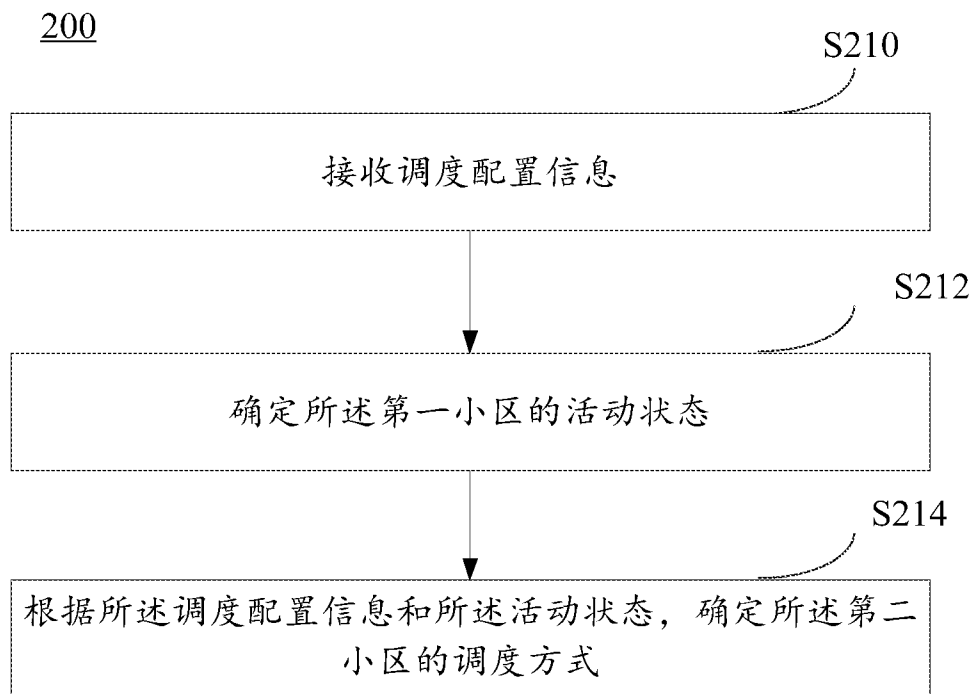 200
S210
接收调度配置信息
S212
确定所述第一小区的活动状态
S214
根据所述调度配置信息和所述活动状态，确定所述第二
小区的调度方式